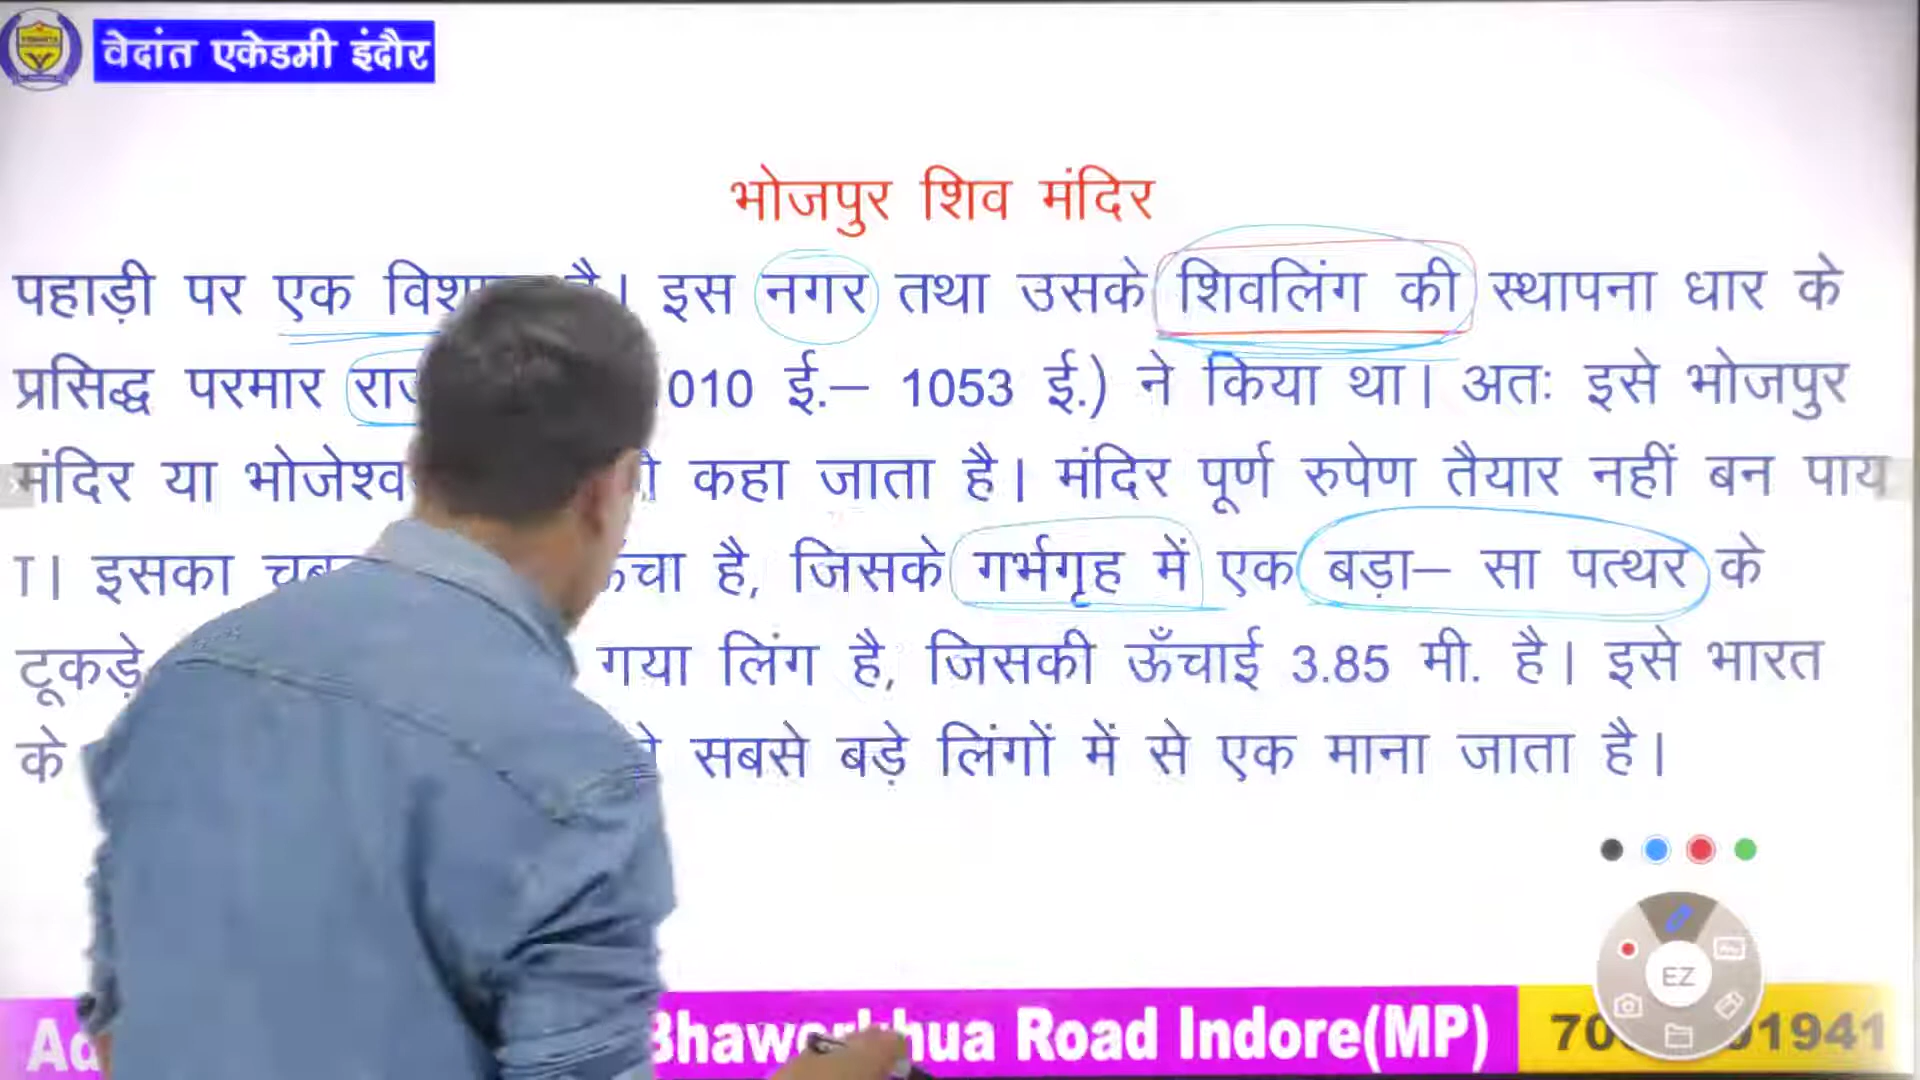 वेदांत एकेडमी इंदौर
भोजपुर शिव मंदिर
पहाड़ी पर एक है। इस नगर तथा उसके शिवलिंग की स्थापना धार के
प्रसिद्ध परमार 010 ई.– 1053 ई.) ने किया था। अतः इसे भोजपुर
मंदिर या कहा जाता है। मंदिर पूर्ण रुपेण तैयार नहीं बन पाय
ा। इसका है, जिसके गर्भगृह में एक बड़ा– सा पत्थर के
टूकड़े गया लिंग है, जिसकी ऊँचाई 3.85 मी. है। इसे भारत
के सबसे बड़े लिंगों में से एक माना जाता है।
EZ
Road Indore(MP)